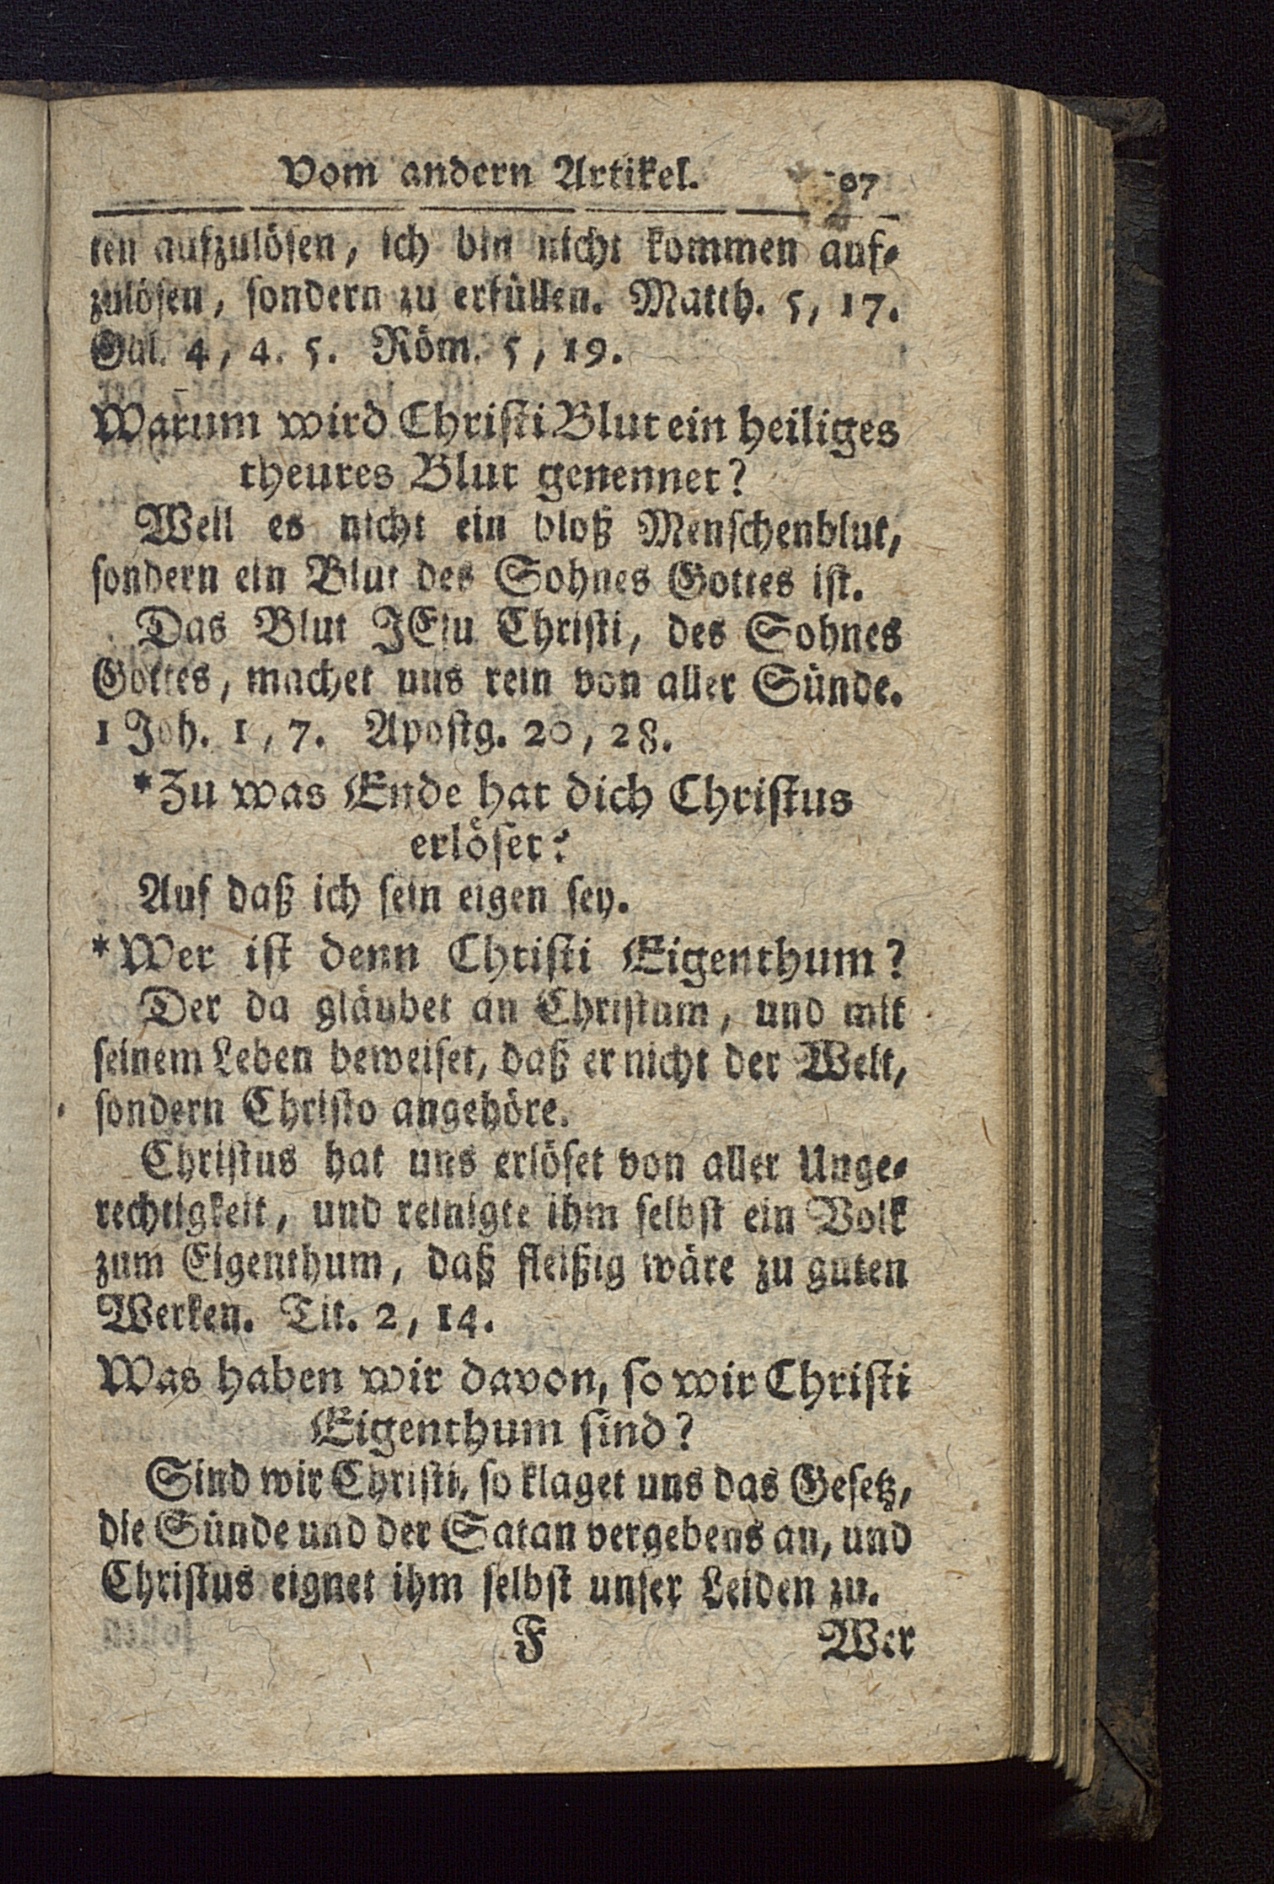 Vom andern Artikel. 97
ten aufzulösen, ich bin nicht kommen auf-
zulösen, sondern zu erfüllen. Matth. 5, 17.
Gal. 4, 4. 5. Röm. 5, 19.
Warum wird Christi Blut ein heiliges
theures Blut genennet?
Weil es nicht ein bloß Menschenblut,
sondern ein Blut des Sohnes Gottes ist.
Das Blut JEsu Christi, des Sohnes
Gottes, machet uns rein von aller Sünde.
1 Joh. 1, 7. Apostg. 20, 28.
*Zu was Ende hat dich Christus
erlöset?
Auf daß ich sein eigen sey.
*Wer ist denn Christi Eigenthum?
Der da gläubet an Christum, und mit
seinem Leben beweiset, daß er nicht der Welt,
sondern Christo angehöre.
Christus hat uns erlöset von aller Unge-
rechtigkeit, und reinigte ihm selbst ein Volk
zum Eigenthum, daß fleißig wäre zu guten
Werken. Tit. 2, 14.
Was haben wir davon, so wir Christi
Eigenthum sind?
Sind wir Christi, so klaget uns das Gesetz,
die Sünde und der Satan vergebens an, und
Christus eignet ihm selbst unser Leiden zu.
F Wer